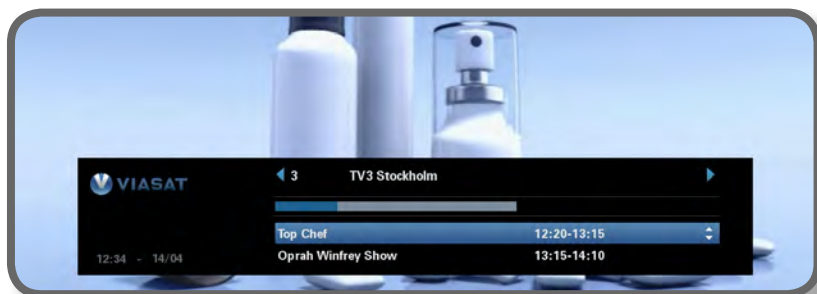 VIASAT
3 TV3 Stockholm
Top Chef 12:20-13:15
Oprah Winfrey Show 13:15-14:10
12:34 - 14/04